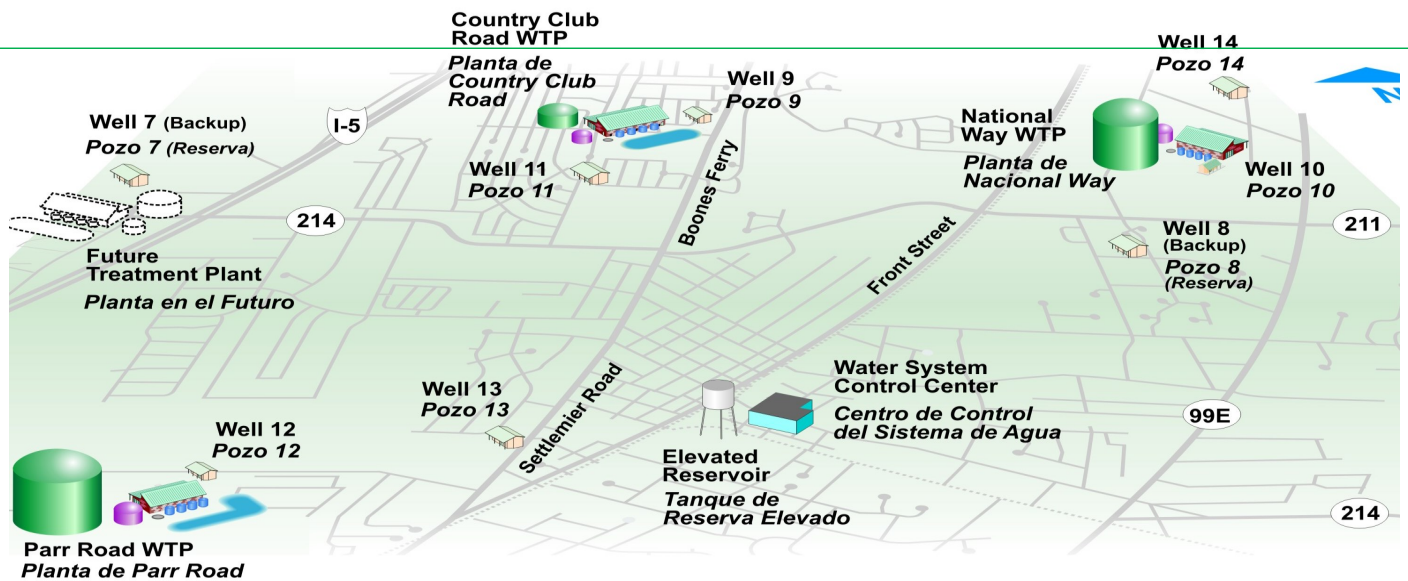 Country Club
Road WTP
Planta de
Country Club
Road
Well 9
Pozo 9
Well 14
Pozo 14
N
I-5
Well 7 (Backup)
Pozo 7 (Reserva)
National
Way WTP
Planta de
Nacional Way
Well 11
Pozo 11
Well 10
Pozo 10
Boones Ferry
214
211
Front Street
Well 8
(Backup)
Pozo 8
(Reserva)
Future
Treatment Plant
Planta en el Futuro
Water System
Control Center
Centro de Control
del Sistema de Agua
Well 13
Pozo 13
Settlemier Road
99E
Well 12
Pozo 12
Elevated
Reservoir
Tanque de
Reserva Elevado
214
Parr Road WTP
Planta de Parr Road